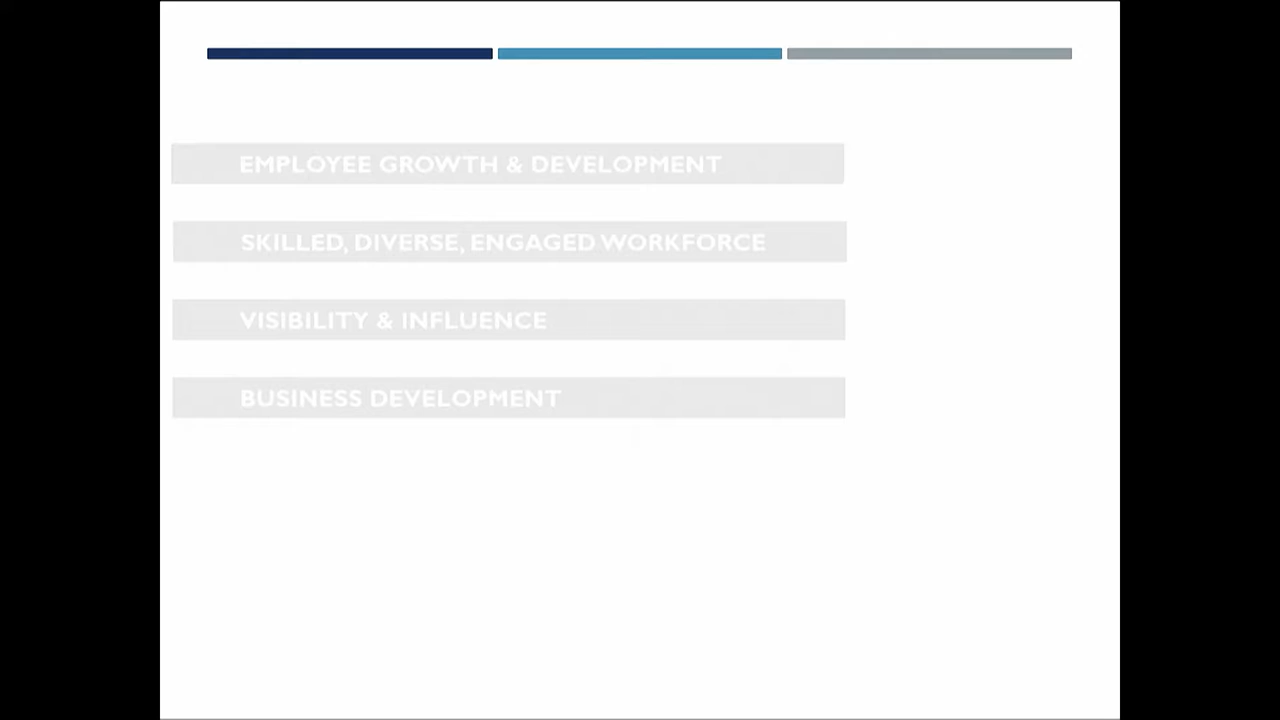 EMPLOYEE GROWTH & DEVELOPMENT
SKILLED, DIVERSE, ENGAGED WORKFORCE
VISIBILITY & INFLUENCE
BUSINESS DEVELOPMENT